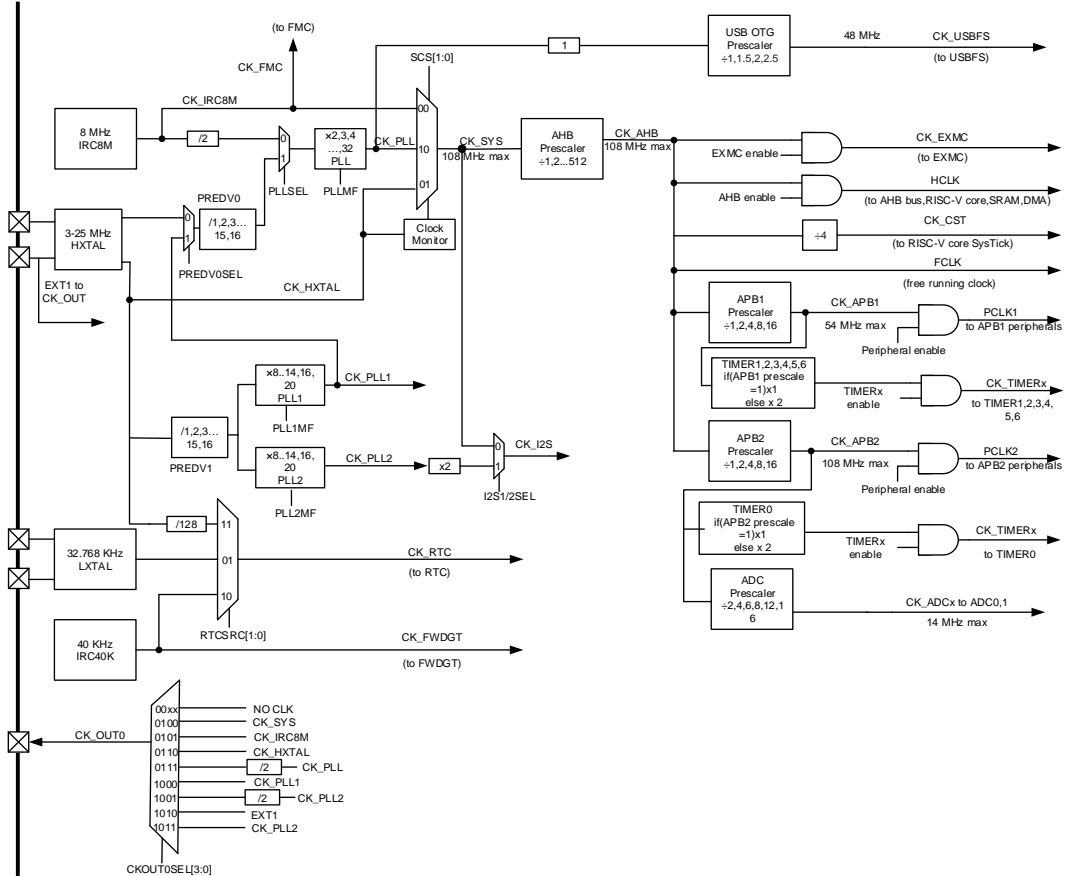 (to FMC)
CK_FMC
SCS[1:0]
1
USB OTG
Prescaler
÷1,1.5,2,2.5
48 MHz
CK_USBFS
(to USBFS)
CK_IRC8M
8 MHz
IRC8M
/2
0
1
PLLSEL
×2,3,4
…,32
PLL
PLLMF
CK_PLL
00
10
01
CK_SYS
108 MHz max
AHB
Prescaler
÷1,2...512
CK_AHB
108 MHz max
EXMC enable
CK_EXMC
(to EXMC)
AHB enable
HCLK
(to AHB bus,RISC-V core,SRAM,DMA)
Clock
Monitor
÷4
CK_CST
(to RISC-V core SysTick)
FCLK
(free running clock)
3-25 MHz
HXTAL
EXT1 to
CK_OUT
0
1
PREDV0SEL
PREDV0
/1,2,3…
15,16
CK_HXTAL
APB1
Prescaler
÷1,2,4,8,16
CK_APB1
54 MHz max
Peripheral enable
PCLK1
to APB1 peripherals
TIMER1,2,3,4,5,6
if(APB1 prescale
=1)x1
else x 2
TIMERx
enable
CK_TIMERx
to TIMER1,2,3,4,
5,6
×8..14,16,
20
PLL1
PLL1MF
CK_PLL1
/1,2,3…
15,16
PREDV1
×8..14,16,
20
PLL2
PLL2MF
CK_PLL2
x2
0
1
I2S1/2SEL
CK_I2S
APB2
Prescaler
÷1,2,4,8,16
CK_APB2
108 MHz max
Peripheral enable
PCLK2
to APB2 peripherals
TIMER0
if(APB2 prescale
=1)x1
else x 2
TIMERx
enable
CK_TIMERx
to TIMER0
ADC
Prescaler
÷2,4,6,8,12,1
6
CK_ADCx to ADC0,1
14 MHz max
/128
11
01
10
RTCSRC[1:0]
32.768 KHz
LXTAL
CK_RTC
(to RTC)
40 KHz
IRC40K
CK_FWDGT
(to FWDGT)
CK_OUT0
00xx
NO CLK
0100
CK_SYS
0101
CK_IRC8M
0110
CK_HXTAL
0111
/2
CK_PLL
1000
CK_PLL1
1001
/2
CK_PLL2
1010
EXT1
1011
CK_PLL2
CKOUT0SEL[3:0]